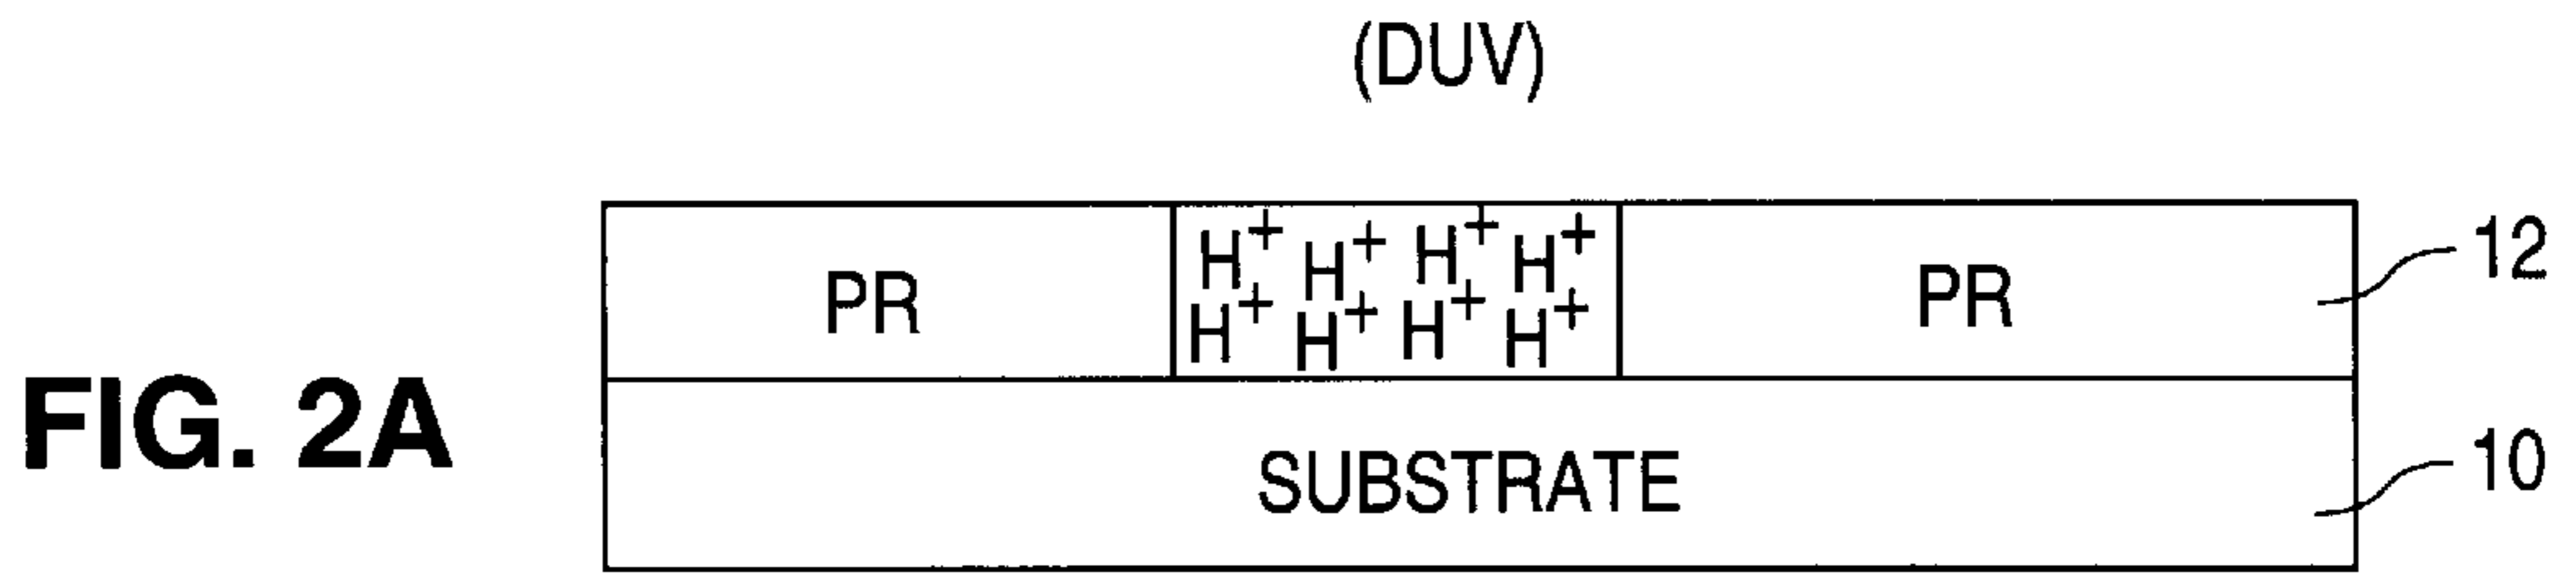 (DUV)
H+ H+ H+ H+
PR PR 12
H+ H+ H+ H+
FIG. 2A
SUBSTRATE 10